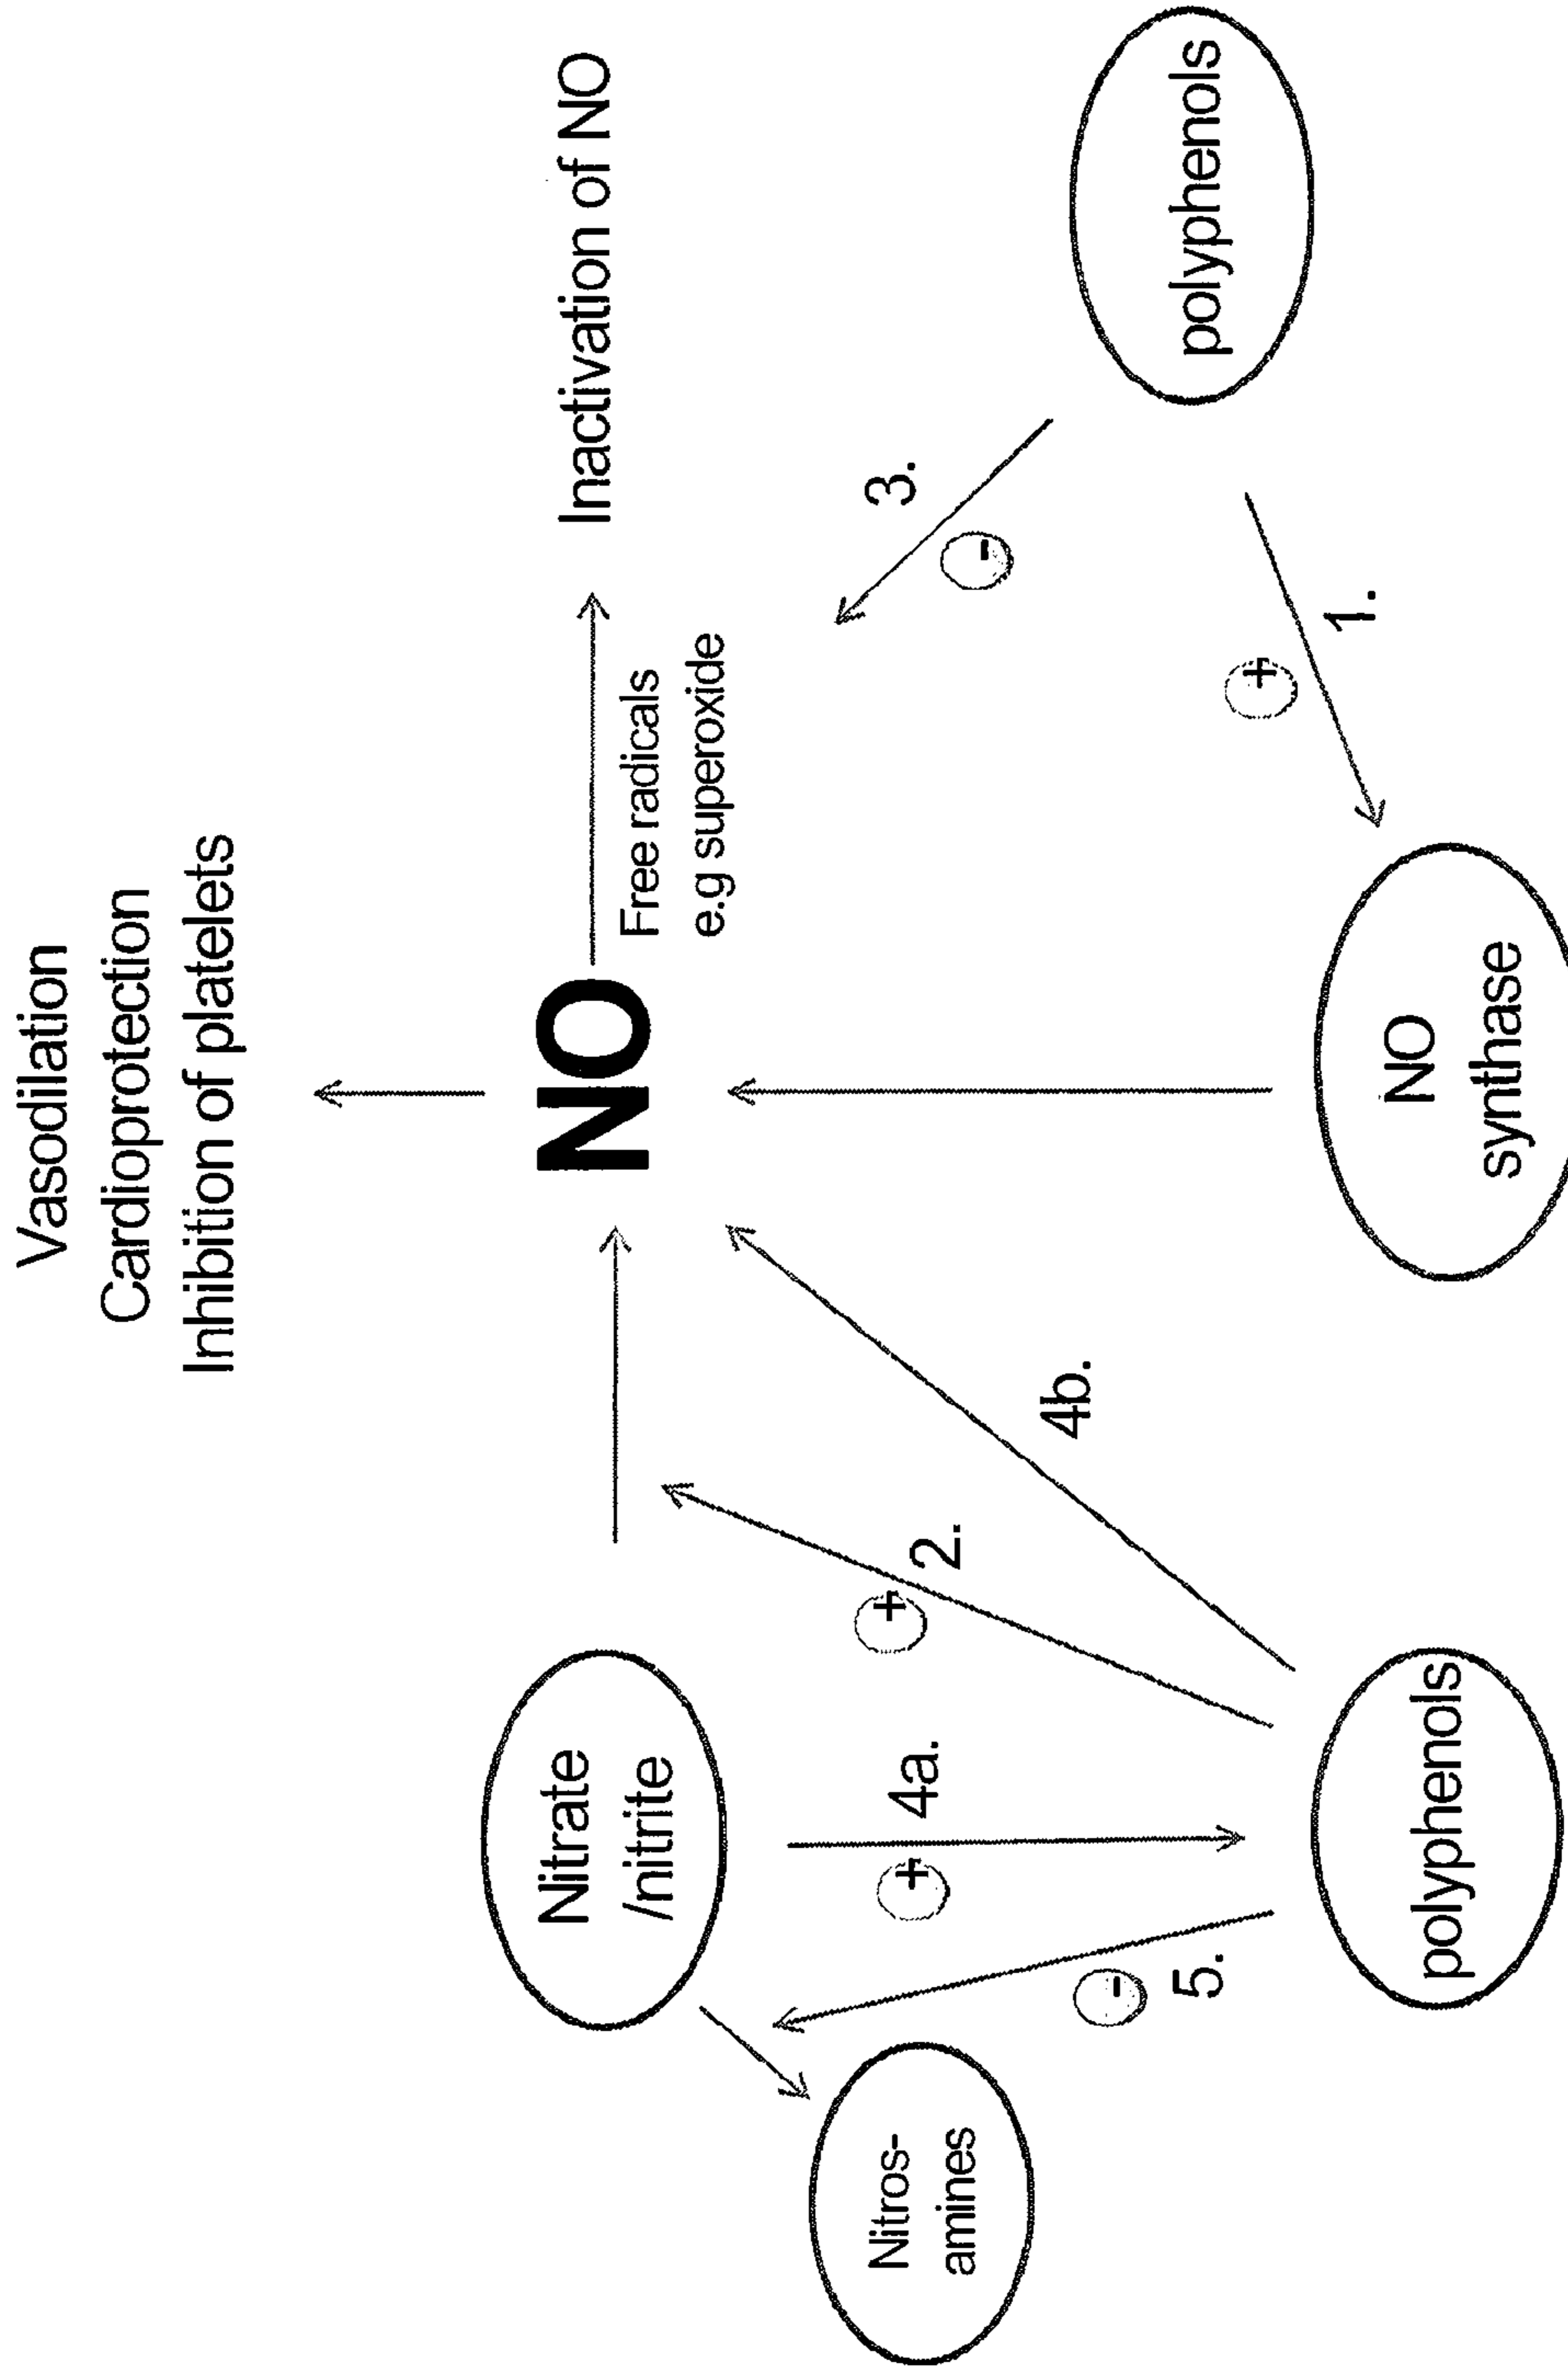 Vasodilation
Cardioprotection
Inhibition of platelets
Nitrate
/nitrite
NO
Inactivation of NO
Free radicals
e.g superoxide
Nitros-
amines
5.
-
4a.
+
2.
+
4b.
3.
-
1.
+
polyphenols
NO
synthase
polyphenols